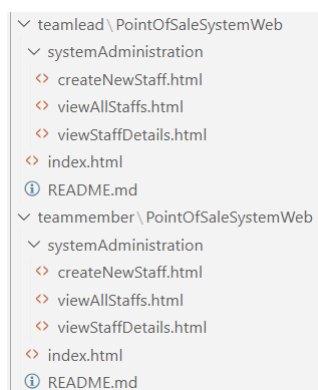 teamlead\PointOfSaleSystemWeb
systemAdministration
<> createNewStaff.html
<> viewAllStaffs.html
<> viewStaffDetails.html
<> index.html
README.md
teammember\PointOfSaleSystemWeb
systemAdministration
<> createNewStaff.html
<> viewAllStaffs.html
<> viewStaffDetails.html
<> index.html
README.md